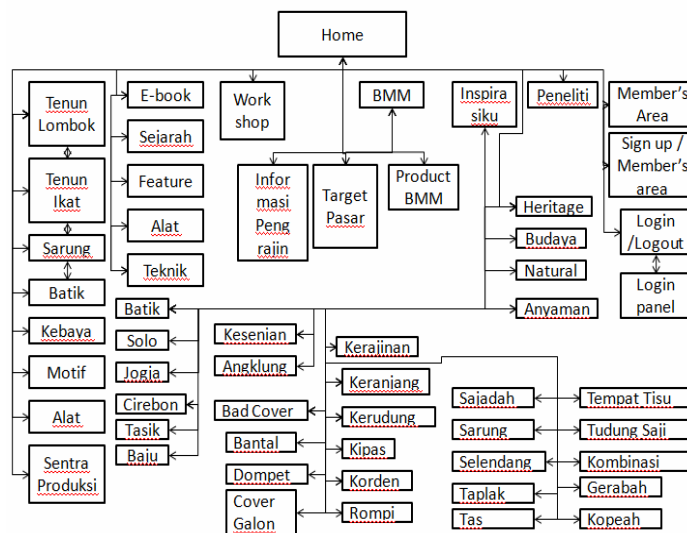 Home
Tenun
Lombok
Tenun
Ikat
Sarung
Batik
Kebaya
Motif
Alat
Sentra
Produksi
E-book
Sejarah
Feature
Alat
Teknik
Work
shop
BMM
Infor
masi
Peng
rajin
Target
Pasar
Product
BMM
Inspira
siku
Peneliti
Member's
Area
Sign up /
Member's
area
Login
/Logout
Login
panel
Heritage
Budaya
Natural
Anyaman
Batik
Solo
Jogja
Cirebon
Tasik
Baju
Kesenian
Angklung
Bad Cover
Bantal
Dompet
Cover
Galon
Kerajinan
Keranjang
Kerudung
Kipas
Korden
Rompi
Sajadah
Sarung
Selendang
Taplak
Tas
Tempat Tisu
Tudung Saji
Kombinasi
Gerabah
Kopeah